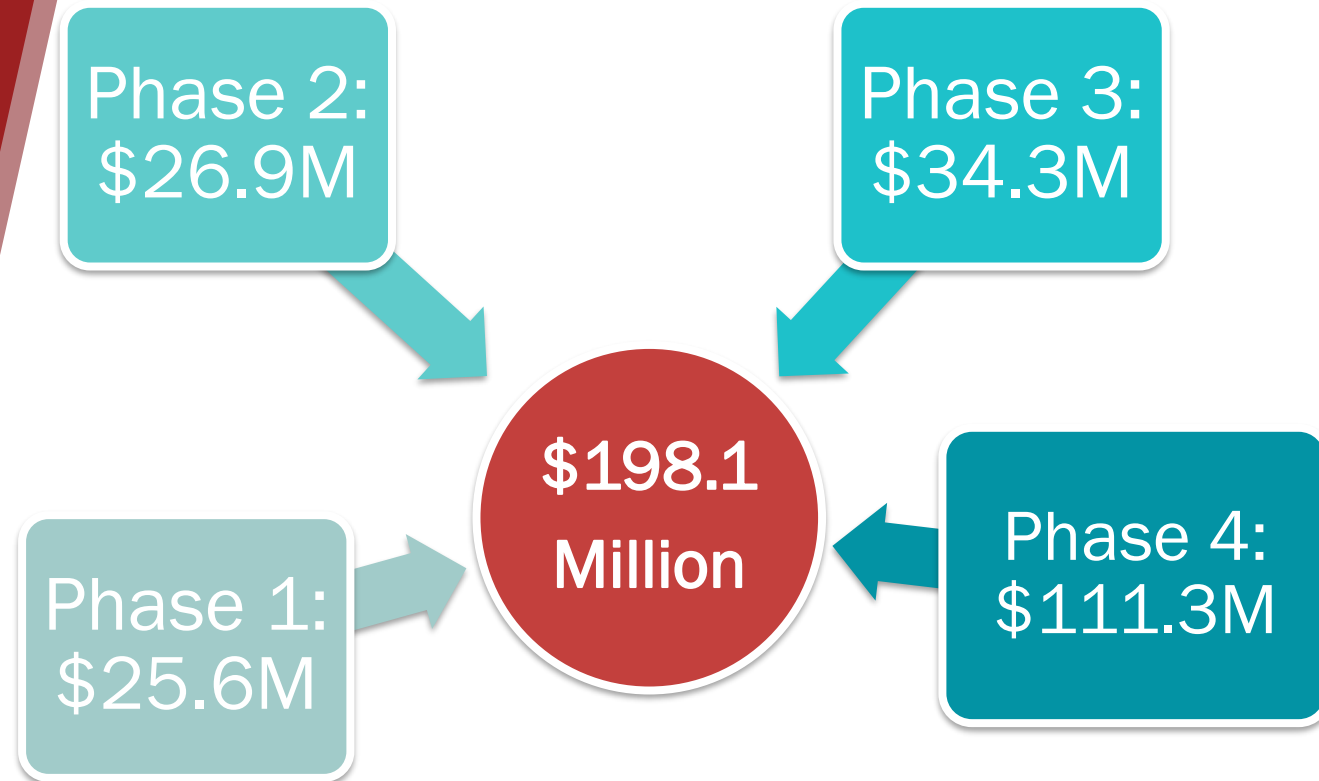 Phase 2:
$26.9M
Phase 3:
$34.3M
$198.1
Million
Phase 1:
$25.6M
Phase 4:
$111.3M